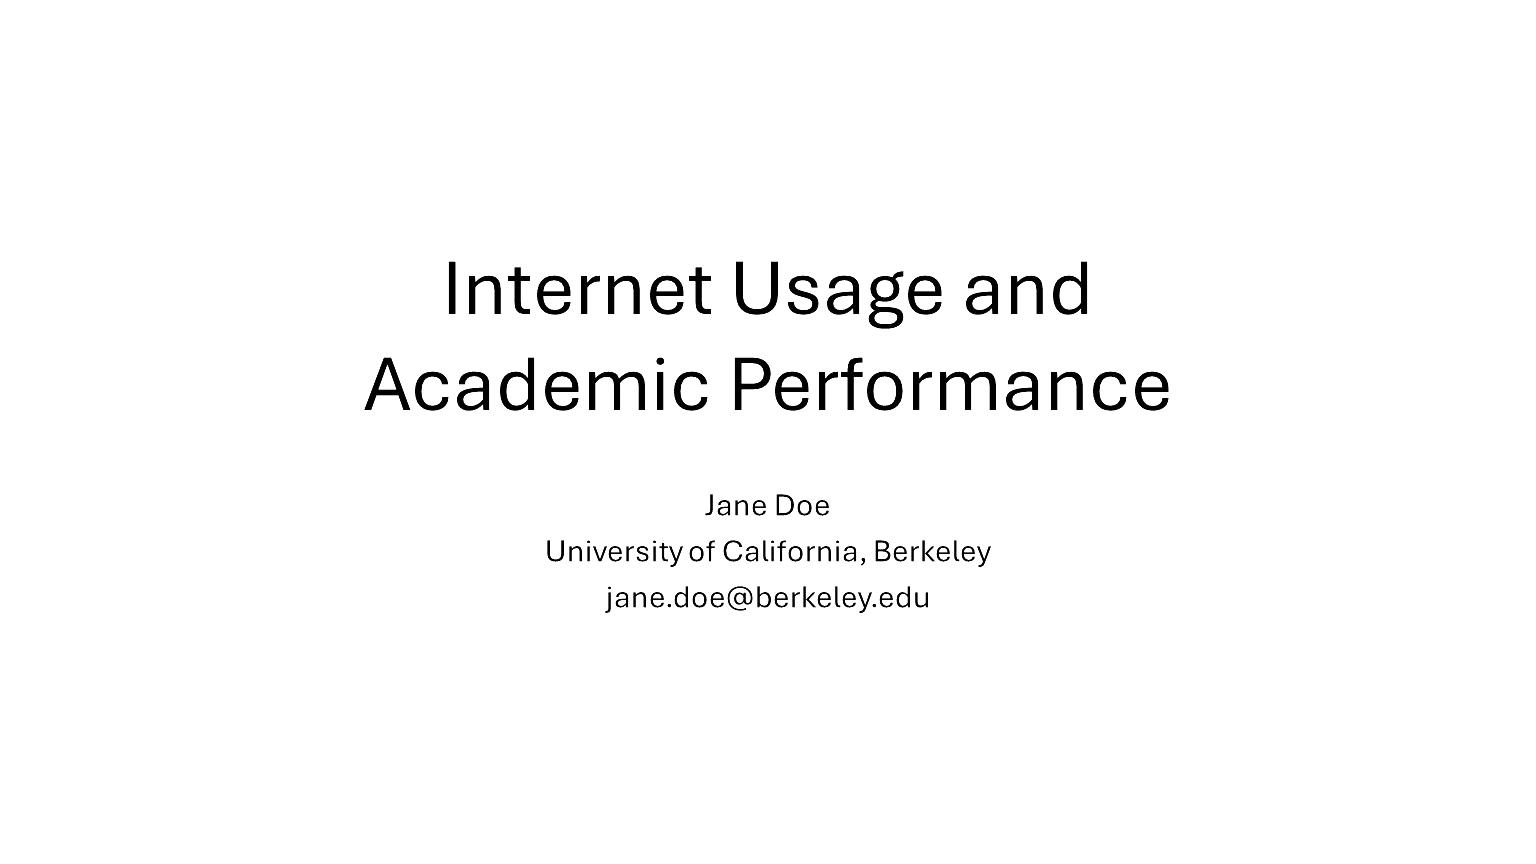 Internet Usage and
Academic Performance
Jane Doe
University of California, Berkeley
jane.doe@berkeley.edu